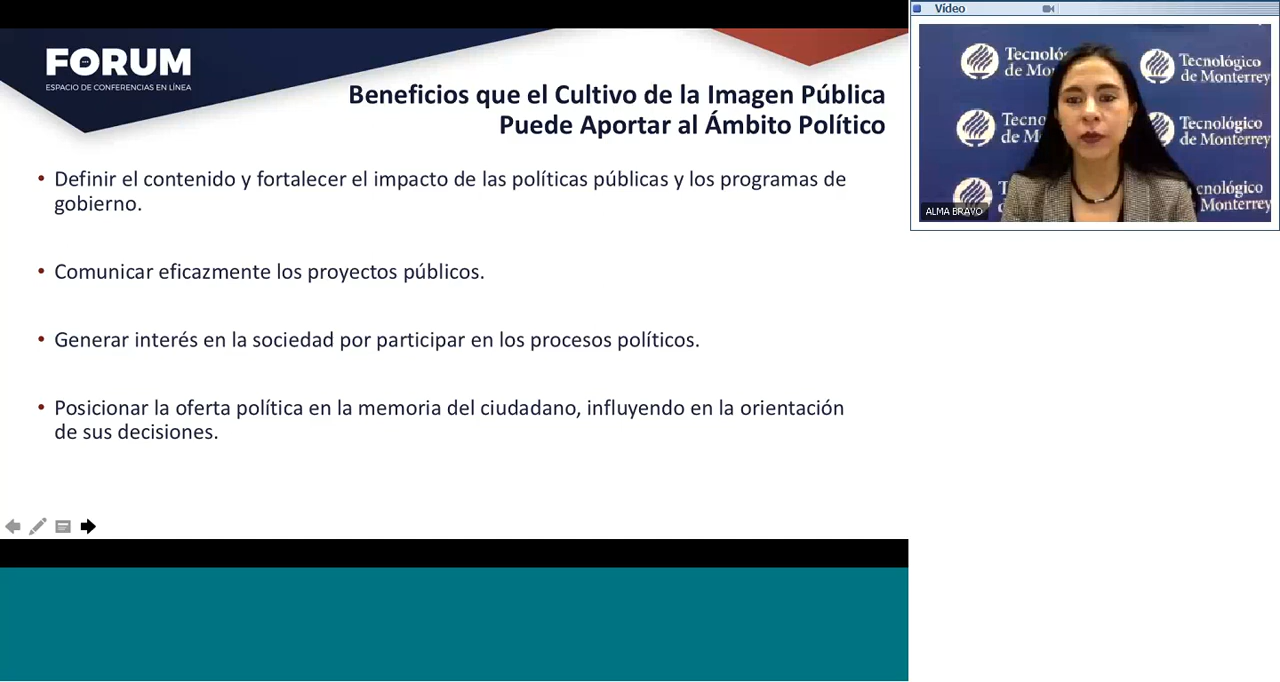 FORUM
ESPACIO DE CONFERENCIAS EN LÍNEA
Beneficios que el Cultivo de la Imagen Pública
Puede Aportar al Ámbito Político
• Definir el contenido y fortalecer el impacto de las políticas públicas y los programas de
gobierno.
• Comunicar eficazmente los proyectos públicos.
• Generar interés en la sociedad por participar en los procesos políticos.
• Posicionar la oferta política en la memoria del ciudadano, influyendo en la orientación
de sus decisiones.
Vídeo
Tecnológico
de Monterrey
Tecnológico
de Monterrey
ALMA BRAVO